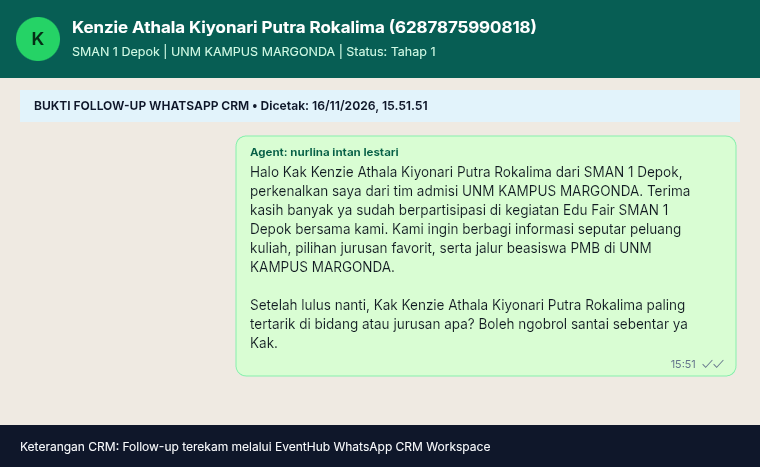 K
Kenzie Athala Kiyonari Putra Rokalima (6287875990818)
SMAN 1 Depok | UNM KAMPUS MARGONDA | Status: Tahap 1
BUKTI FOLLOW-UP WHATSAPP CRM • Dicetak: 16/11/2026, 15.51.51
Agent: nurlina intan lestari
Halo Kak Kenzie Athala Kiyonari Putra Rokalima dari SMAN 1 Depok,
perkenalkan saya dari tim admisi UNM KAMPUS MARGONDA. Terima
kasih banyak ya sudah berpartisipasi di kegiatan Edu Fair SMAN 1
Depok bersama kami. Kami ingin berbagi informasi seputar peluang
kuliah, pilihan jurusan favorit, serta jalur beasiswa PMB di UNM
KAMPUS MARGONDA.
Setelah lulus nanti, Kak Kenzie Athala Kiyonari Putra Rokalima paling
tertarik di bidang atau jurusan apa? Boleh ngobrol santai sebentar ya
Kak.
15:51
Keterangan CRM: Follow-up terekam melalui EventHub WhatsApp CRM Workspace